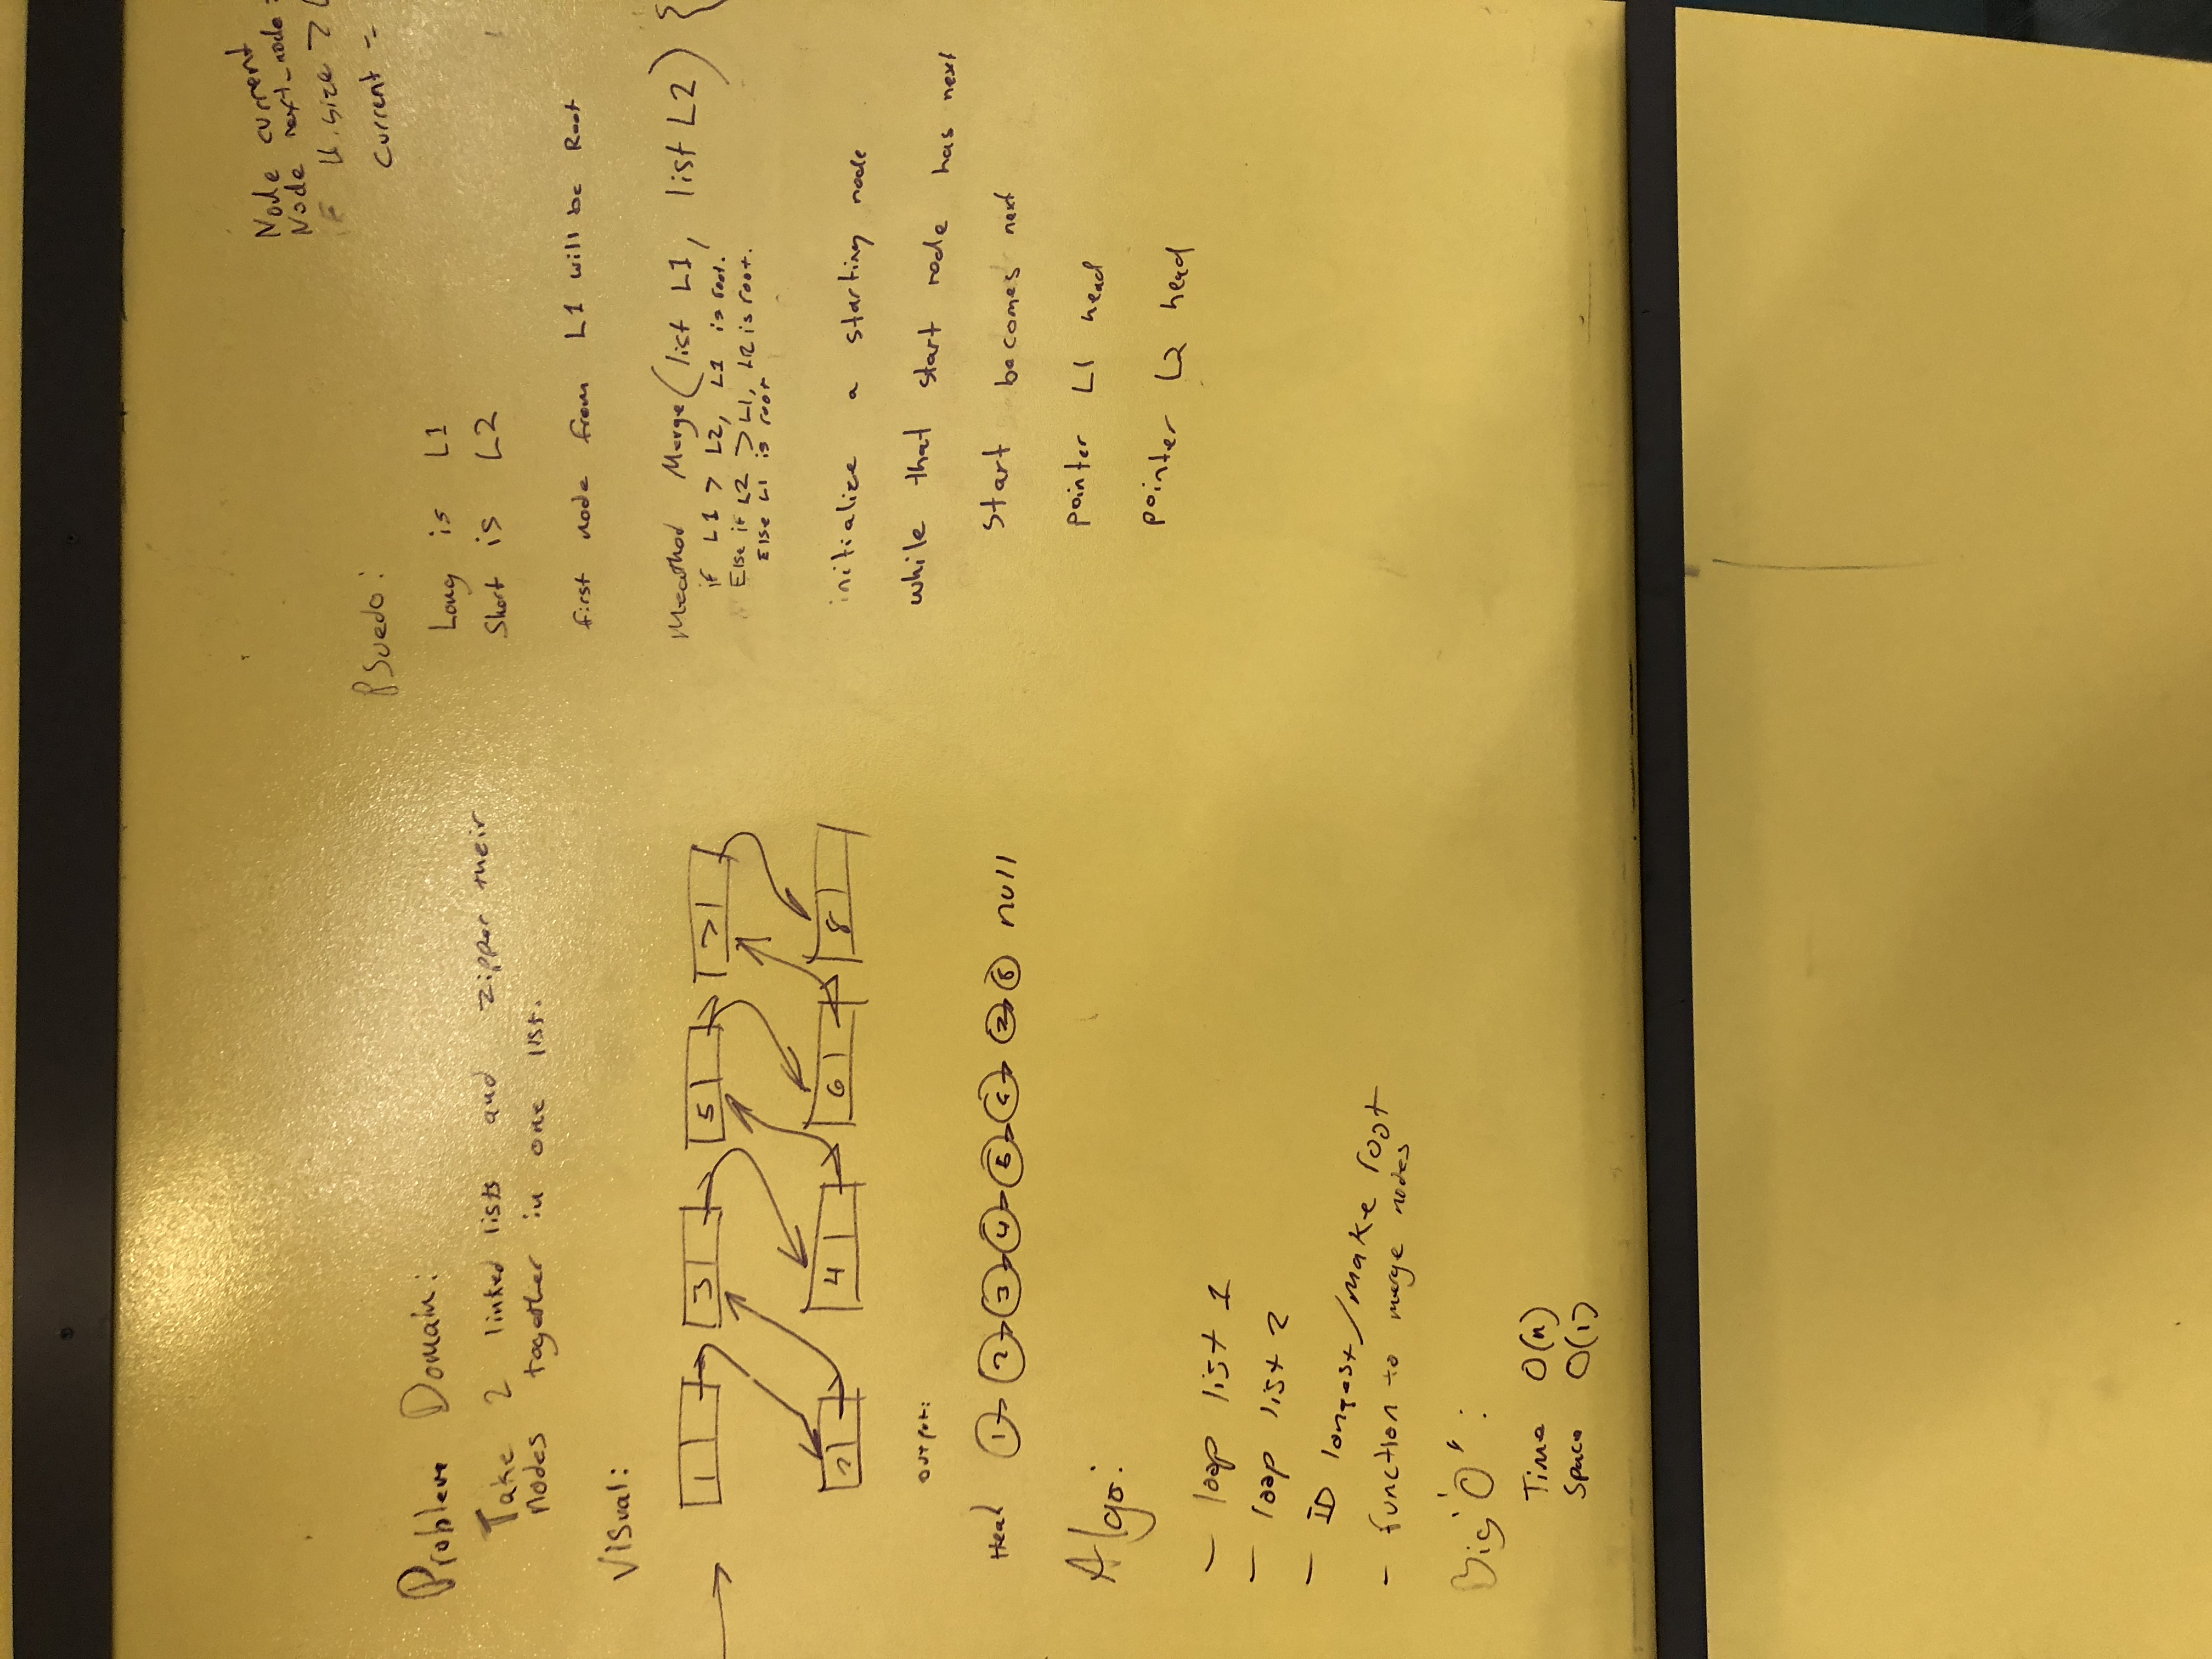 Problem Domain:
Take 2 linked lists and zipper their
nodes together in one list.
Visual:
1 3 5 7
2 4 6 8
Output:
Head 1 2 3 4 5 6 7 8 null
Algo:
- loop list 1
- loop list 2
- ID longest/make root
- function to merge nodes
Big "O":
Time O(n)
Space O(1)
Psuedo:
Long is L1
Short is L2
first node from L1 will be Root
Merge(list L1, list L2) {
if L1 > L2, L1 is root.
Else if L2 > L1, L2 is root.
Else L1 is root
initialize a starting node
while that start node has next
start becomes next
pointer L1 head
pointer L2 head
Node current
Node next_node =
ll.size >
current =